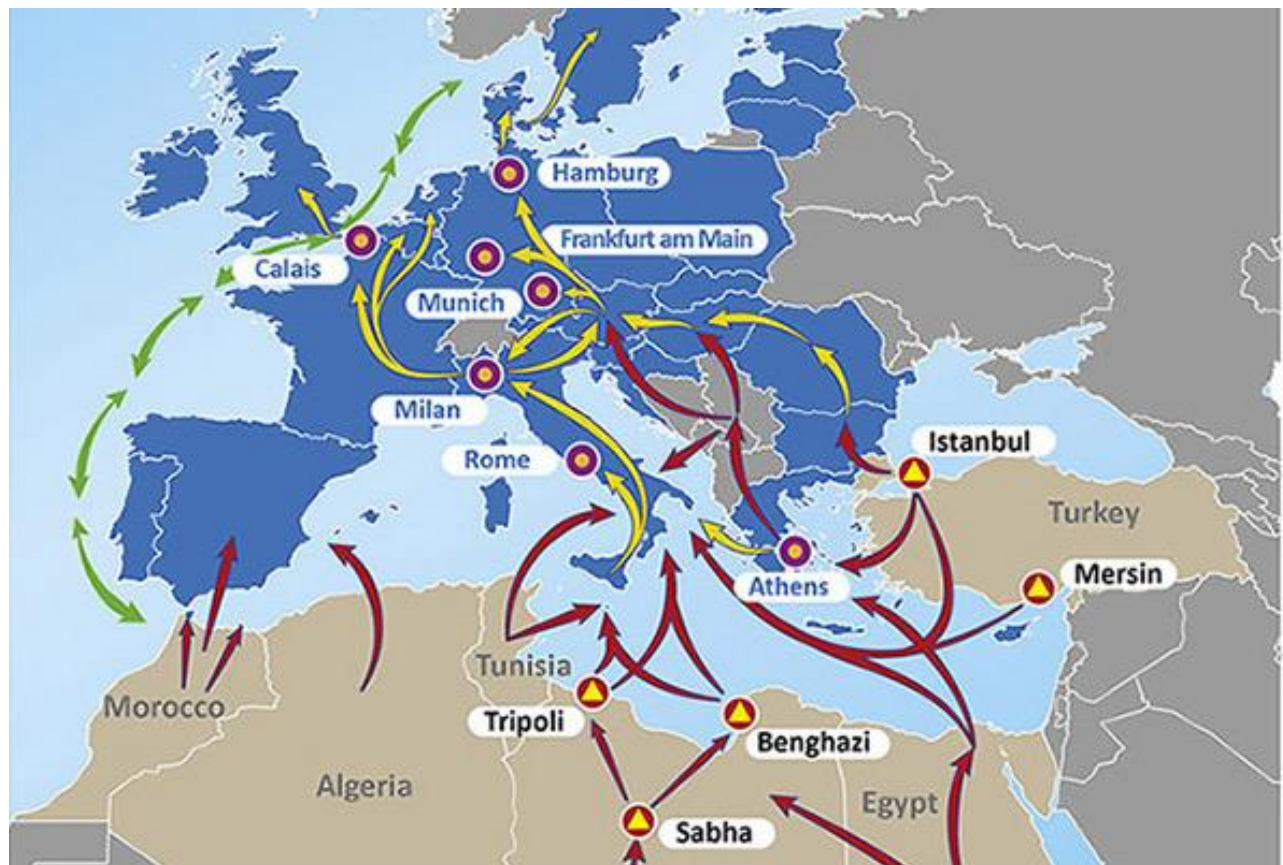 Hamburg
Frankfurt am Main
Calais
Munich
Milan
Rome
Istanbul
Turkey
Mersin
Athens
Tunisia
Morocco
Tripoli
Benghazi
Algeria
Egypt
Sabha